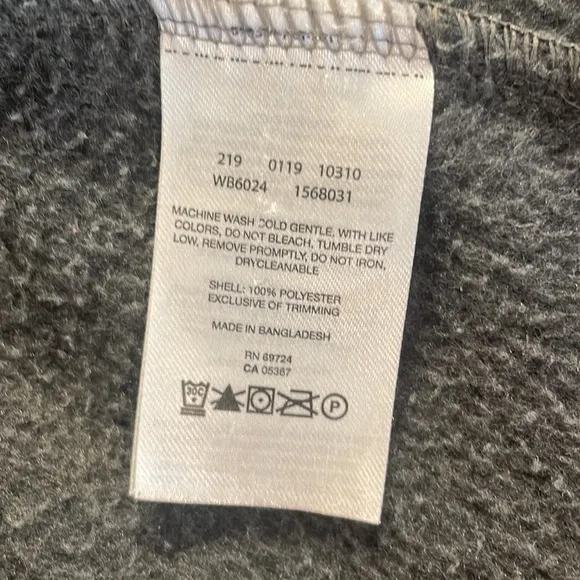 219 0119 10310
WB6024 1568031
MACHINE WASH COLD GENTLE, WITH LIKE
COLORS, DO NOT BLEACH, TUMBLE DRY
LOW, REMOVE PROMPTLY, DO NOT IRON,
DRYCLEANABLE
SHELL: 100% POLYESTER
EXCLUSIVE OF TRIMMING
MADE IN BANGLADESH
RN 69724
CA 05367
30C P